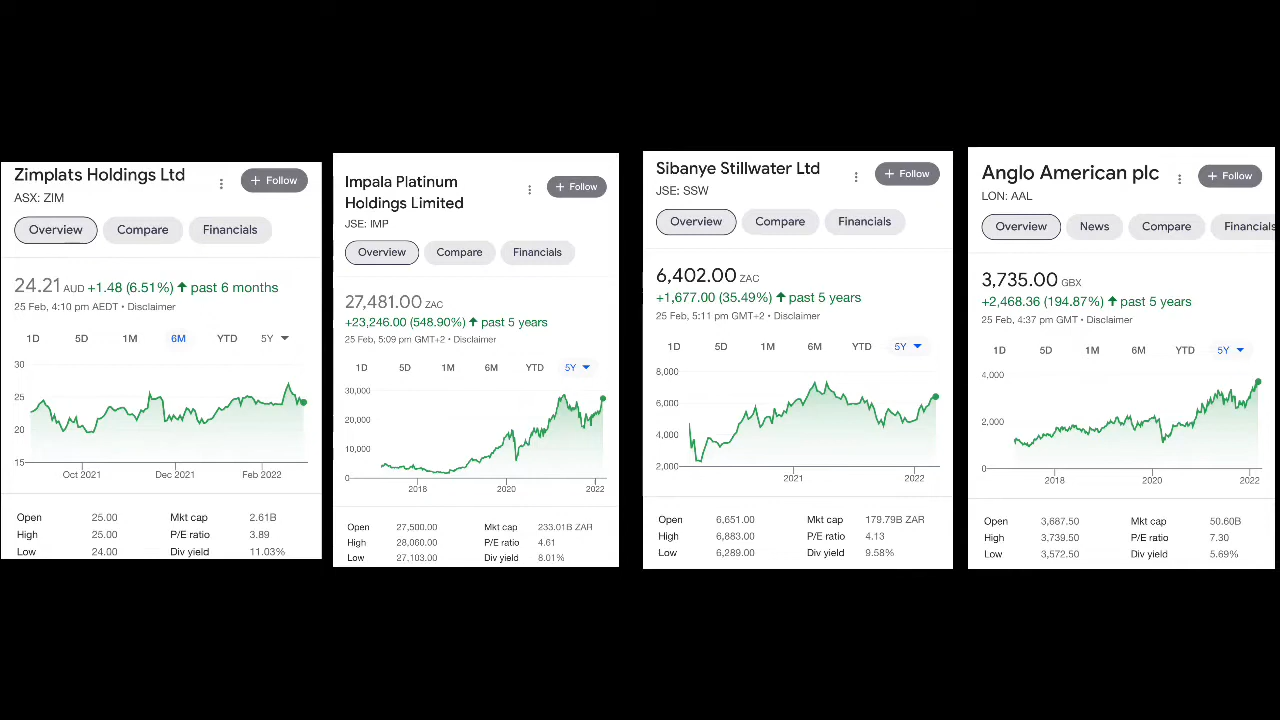 Zimplats Holdings Ltd
ASX: ZIM
+ Follow
Overview Compare Financials
24.21 AUD +1.48 (6.51%) ↑ past 6 months
25 Feb, 4:10 pm AEDT • Disclaimer
1D 5D 1M 6M YTD 5Y
30
25
20
15
Oct 2021 Dec 2021 Feb 2022
Open 25.00 Mkt cap 2.61B
High 25.00 P/E ratio 3.89
Low 24.00 Div yield 11.03%
Impala Platinum
Holdings Limited
JSE: IMP
+ Follow
Overview Compare Financials
27,481.00 ZAC
+23,246.00 (548.90%) ↑ past 5 years
25 Feb, 5:09 pm GMT+2 • Disclaimer
1D 5D 1M 6M YTD 5Y
30,000
20,000
10,000
0
2018 2020 2022
Open 27,500.00 Mkt cap 233.01B ZAR
High 28,060.00 P/E ratio 4.61
Low 27,103.00 Div yield 8.01%
Sibanye Stillwater Ltd
JSE: SSW
+ Follow
Overview Compare Financials
6,402.00 ZAC
+1,677.00 (35.49%) ↑ past 5 years
25 Feb, 5:11 pm GMT+2 • Disclaimer
1D 5D 1M 6M YTD 5Y
8,000
6,000
4,000
2,000
2021 2022
Open 6,651.00 Mkt cap 179.79B ZAR
High 6,883.00 P/E ratio 4.13
Low 6,289.00 Div yield 9.58%
Anglo American plc
LON: AAL
+ Follow
Overview News Compare Financials
3,735.00 GBX
+2,468.36 (194.87%) ↑ past 5 years
25 Feb, 4:37 pm GMT • Disclaimer
1D 5D 1M 6M YTD 5Y
4,000
2,000
0
2018 2020 2022
Open 3,687.50 Mkt cap 50.60B
High 3,739.50 P/E ratio 7.30
Low 3,572.50 Div yield 5.69%